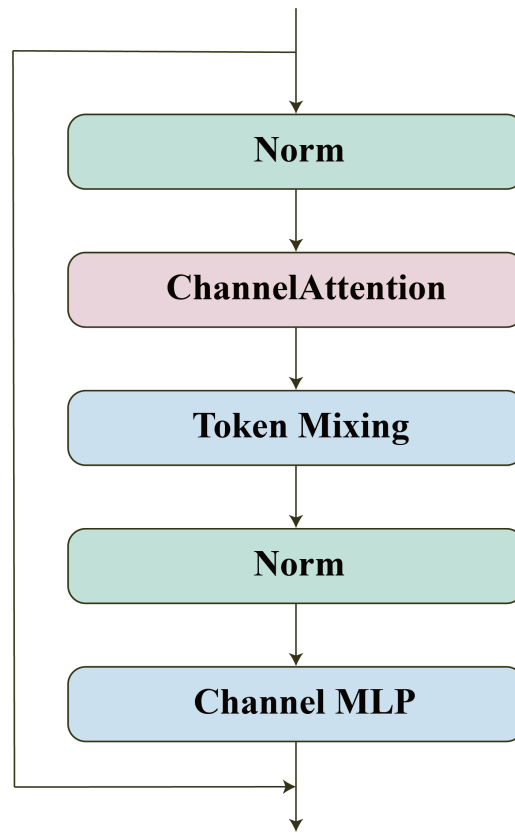 Norm
ChannelAttention
Token Mixing
Norm
Channel MLP